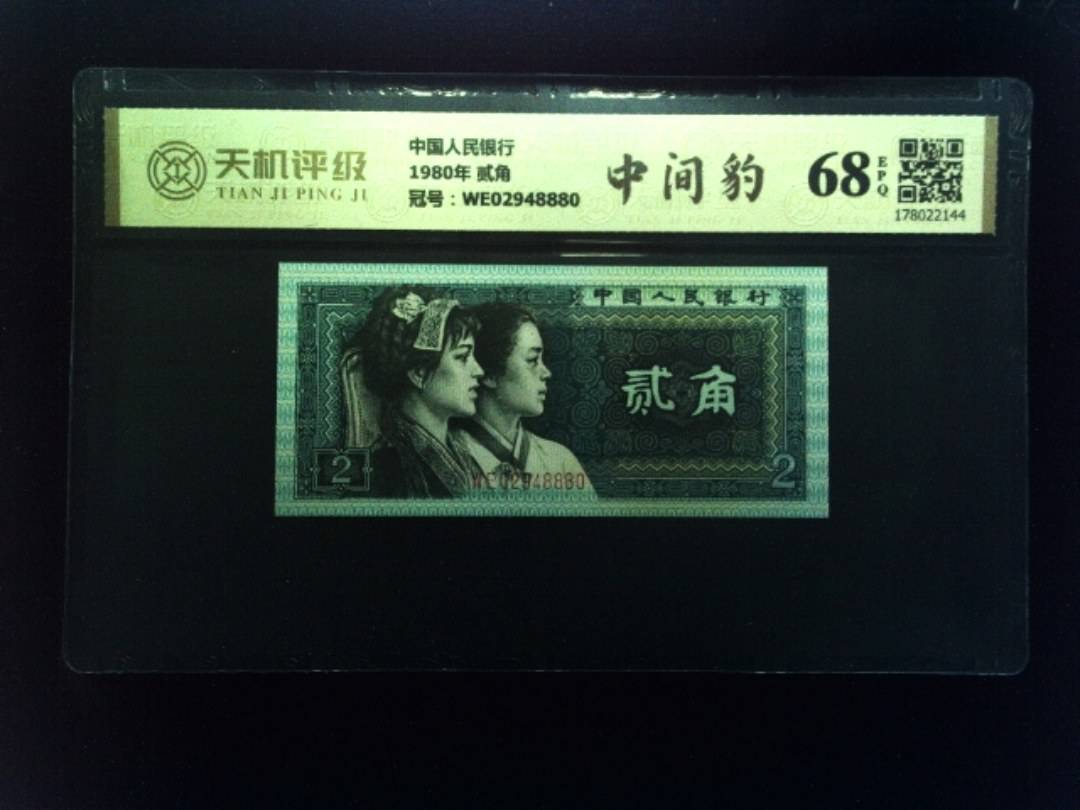 天机评级
TIAN JI PING JI
中国人民银行
1980年 贰角
冠号：WE02948880
中间豹
68
EPQ
178022144
中国人民银行
贰角
2
WE02948880
2